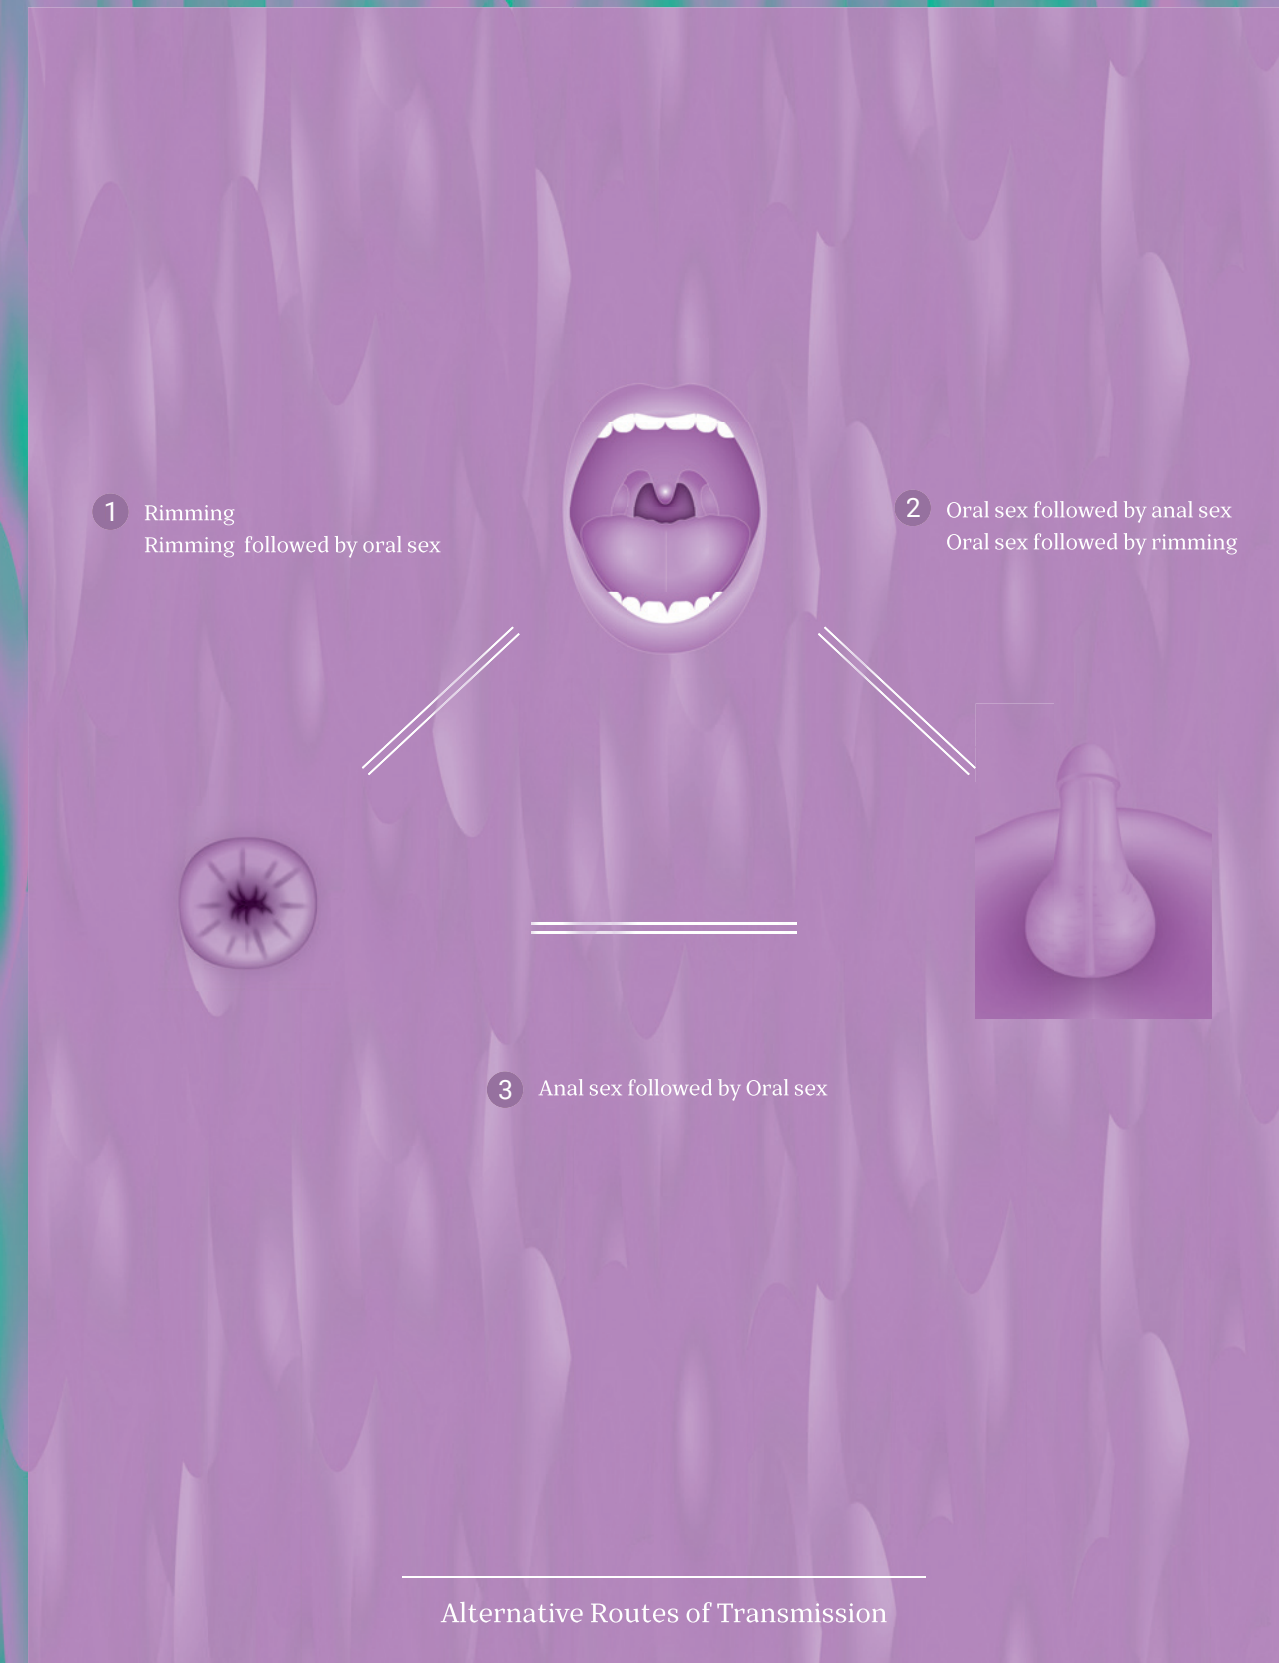 1 Rimming
Rimming followed by oral sex
2 Oral sex followed by anal sex
Oral sex followed by rimming
3 Anal sex followed by Oral sex
Alternative Routes of Transmission